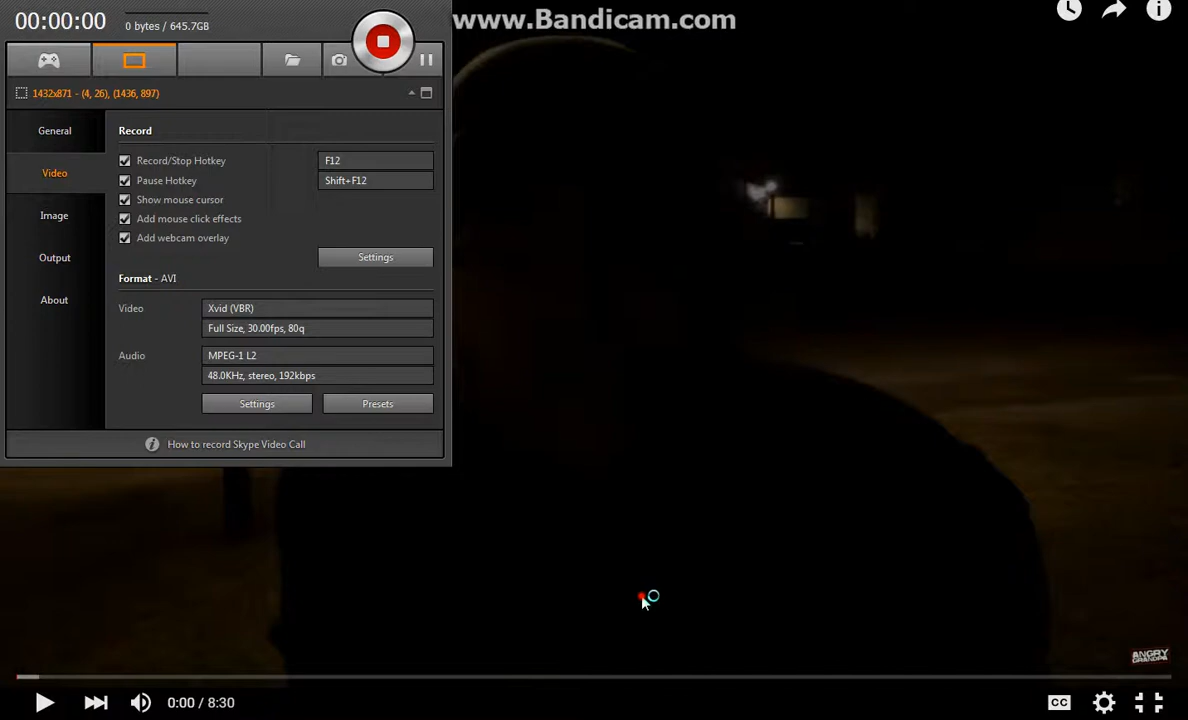 00:00:00
0 bytes / 645.7GB
www.Bandicam.com
1432x871 - (4, 26), (1436, 897)
General
Video
Image
Output
About
Record
Record/Stop Hotkey
F12
Pause Hotkey
Shift+F12
Show mouse cursor
Add mouse click effects
Add webcam overlay
Settings
Format - AVI
Video
Xvid (VBR)
Full Size, 30.00fps, 80q
Audio
MPEG-1 L2
48.0KHz, stereo, 192kbps
Settings
Presets
How to record Skype Video Call
ANGRY
GRANDPA
0:00 / 8:30
CC